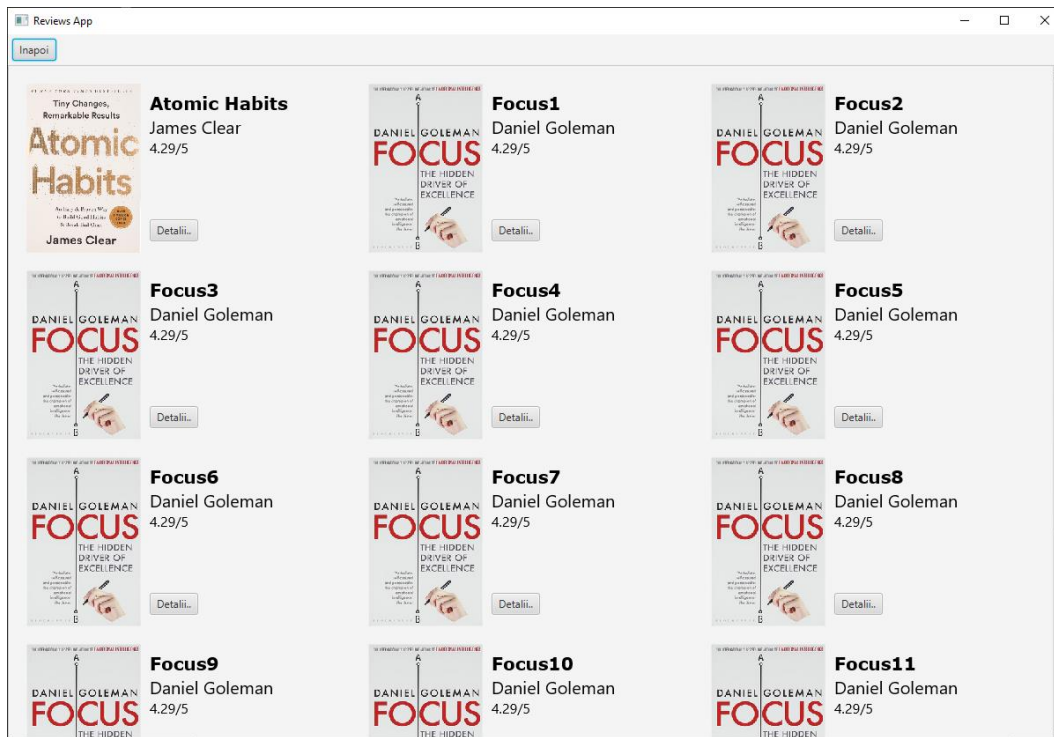 Reviews App
Inapoi
Tiny Changes,
Remarkable Results
Atomic
Habits
James Clear
Atomic Habits
James Clear
4.29/5
Detalii..
DANIEL GOLEMAN
FOCUS
THE HIDDEN
DRIVER OF
EXCELLENCE
Focus1
Daniel Goleman
4.29/5
Detalii..
DANIEL GOLEMAN
FOCUS
THE HIDDEN
DRIVER OF
EXCELLENCE
Focus2
Daniel Goleman
4.29/5
Detalii..
DANIEL GOLEMAN
FOCUS
THE HIDDEN
DRIVER OF
EXCELLENCE
Focus3
Daniel Goleman
4.29/5
Detalii..
DANIEL GOLEMAN
FOCUS
THE HIDDEN
DRIVER OF
EXCELLENCE
Focus4
Daniel Goleman
4.29/5
Detalii..
DANIEL GOLEMAN
FOCUS
THE HIDDEN
DRIVER OF
EXCELLENCE
Focus5
Daniel Goleman
4.29/5
Detalii..
DANIEL GOLEMAN
FOCUS
THE HIDDEN
DRIVER OF
EXCELLENCE
Focus6
Daniel Goleman
4.29/5
Detalii..
DANIEL GOLEMAN
FOCUS
THE HIDDEN
DRIVER OF
EXCELLENCE
Focus7
Daniel Goleman
4.29/5
Detalii..
DANIEL GOLEMAN
FOCUS
THE HIDDEN
DRIVER OF
EXCELLENCE
Focus8
Daniel Goleman
4.29/5
Detalii..
DANIEL GOLEMAN
FOCUS
THE HIDDEN
Focus9
Daniel Goleman
4.29/5
DANIEL GOLEMAN
FOCUS
THE HIDDEN
Focus10
Daniel Goleman
4.29/5
DANIEL GOLEMAN
FOCUS
THE HIDDEN
Focus11
Daniel Goleman
4.29/5